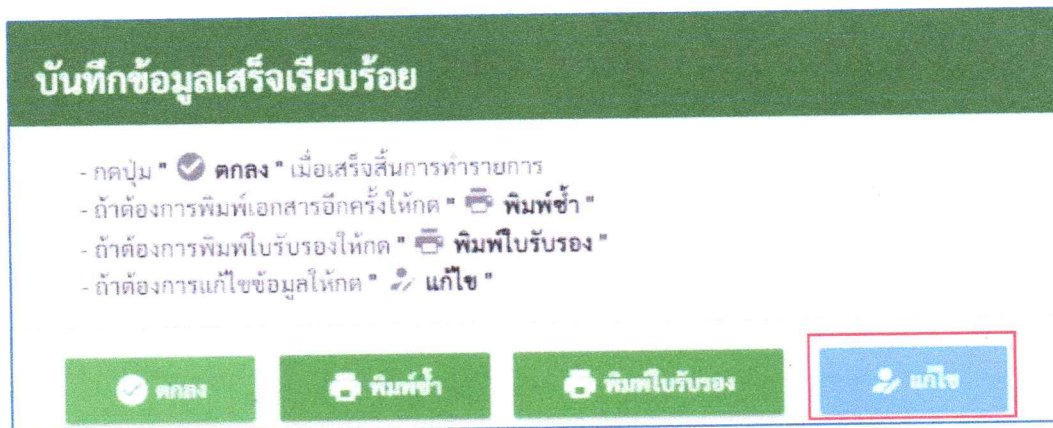 บันทึกข้อมูลเสร็จเรียบร้อย
- กดปุ่ม " ตกลง " เมื่อเสร็จสิ้นการทำรายการ
- ถ้าต้องการพิมพ์เอกสารอีกครั้งให้กด " พิมพ์ซ้ำ "
- ถ้าต้องการพิมพ์ใบรับรองให้กด " พิมพ์ใบรับรอง "
- ถ้าต้องการแก้ไขข้อมูลให้กด " แก้ไข "
ตกลง พิมพ์ซ้ำ พิมพ์ใบรับรอง แก้ไข